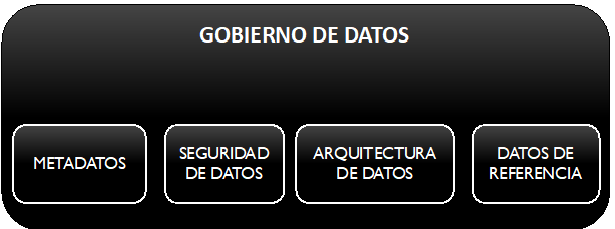 GOBIERNO DE DATOS
METADATOS
SEGURIDAD
DE DATOS
ARQUITECTURA
DE DATOS
DATOS DE
REFERENCIA